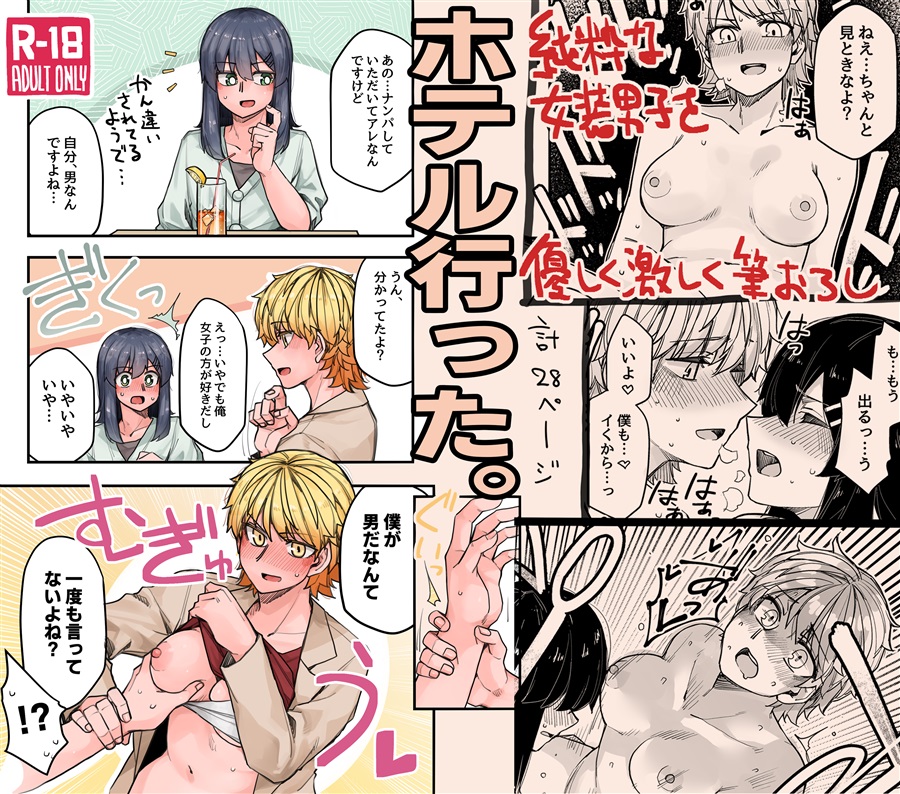 R-18
ADULT ONLY
ホテル行った。
あの…ナンパして
いただいてアレなん
ですけど
かん違い
されてる
ようで…
自分、男なん
ですよね…
うん、
分かってたよ?
ぎくっ
えっ…いやでも俺
女子の方が好きだし
いやいや
いや…
ぐいっ
僕が
男だなんて
むぎゅ
う
一度も言って
ないよね?
!?
純粋な
女装男子を
優しく激しく筆おろし
ねえ…ちゃんと
見ときなよ?
はぁ
計28ページ
も…もう
出るっ…う
はっ
いいよ♡
僕も…♡
イくから…っ
はぁ
はぁ